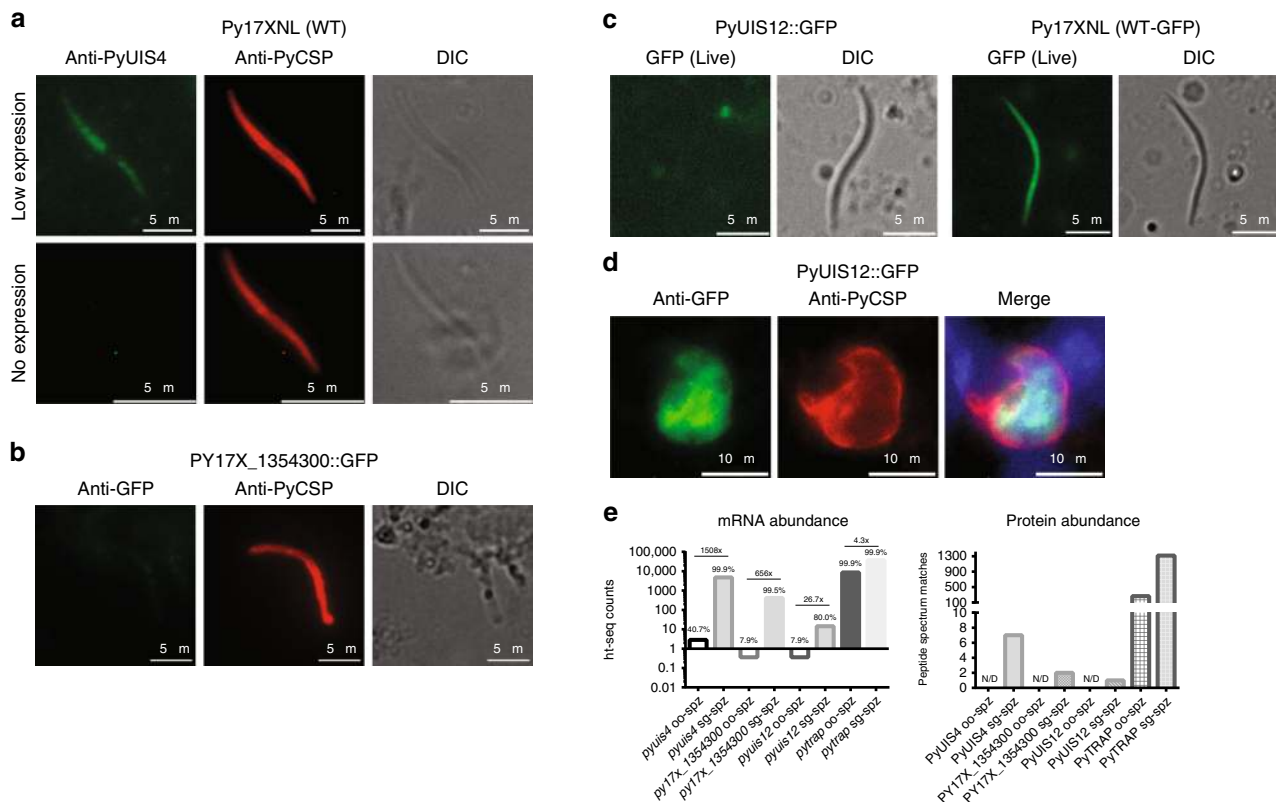 a
Py17XNL (WT)
Anti-PyUIS4 Anti-PyCSP DIC
Low expression
5 m 5 m 5 m
No expression
5 m 5 m 5 m
b
PY17X_1354300::GFP
Anti-GFP Anti-PyCSP DIC
5 m 5 m 5 m
c
PyUIS12::GFP Py17XNL (WT-GFP)
GFP (Live) DIC GFP (Live) DIC
5 m 5 m 5 m 5 m
d
PyUIS12::GFP
Anti-GFP Anti-PyCSP Merge
10 m 10 m 10 m
e
mRNA abundance
ht-seq counts
100,000
10,000
1000
100
10
1
0.1
0.01
1508x
656x
26.7x
4.3x
40.7%
99.9%
7.9%
99.5%
7.9%
80.0%
99.9%
99.9%
pyuis4 oo-spz
pyuis4 sg-spz
py17x_1354300 oo-spz
py17x_1354300 sg-spz
pyuis12 oo-spz
pyuis12 sg-spz
pytrap oo-spz
pytrap sg-spz
Protein abundance
Peptide spectrum matches
1300
900
500
100
10
8
6
4
2
0
N/D
N/D
N/D
PyUIS4 oo-spz
PyUIS4 sg-spz
PY17X_1354300 oo-spz
PY17X_1354300 sg-spz
PyUIS12 oo-spz
PyUIS12 sg-spz
PyTRAP oo-spz
PyTRAP sg-spz